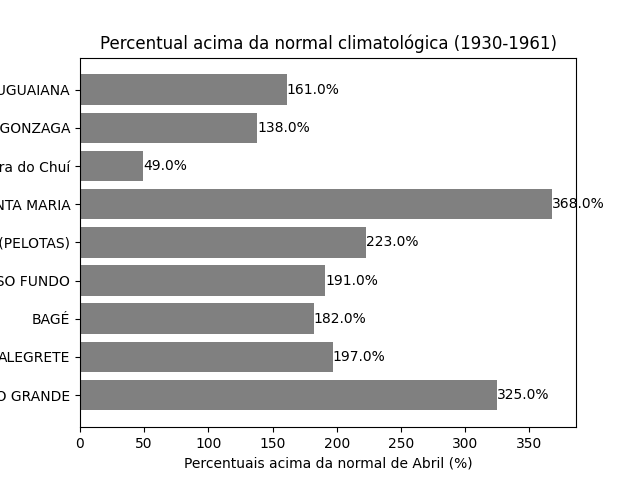 Percentual acima da normal climatológica (1930-1961)
UGUAIANA 161.0%
GONZAGA 138.0%
ra do Chuí 49.0%
NTA MARIA 368.0%
(PELOTAS) 223.0%
SO FUNDO 191.0%
BAGÉ 182.0%
ALEGRETE 197.0%
O GRANDE 325.0%
0 50 100 150 200 250 300 350
Percentuais acima da normal de Abril (%)